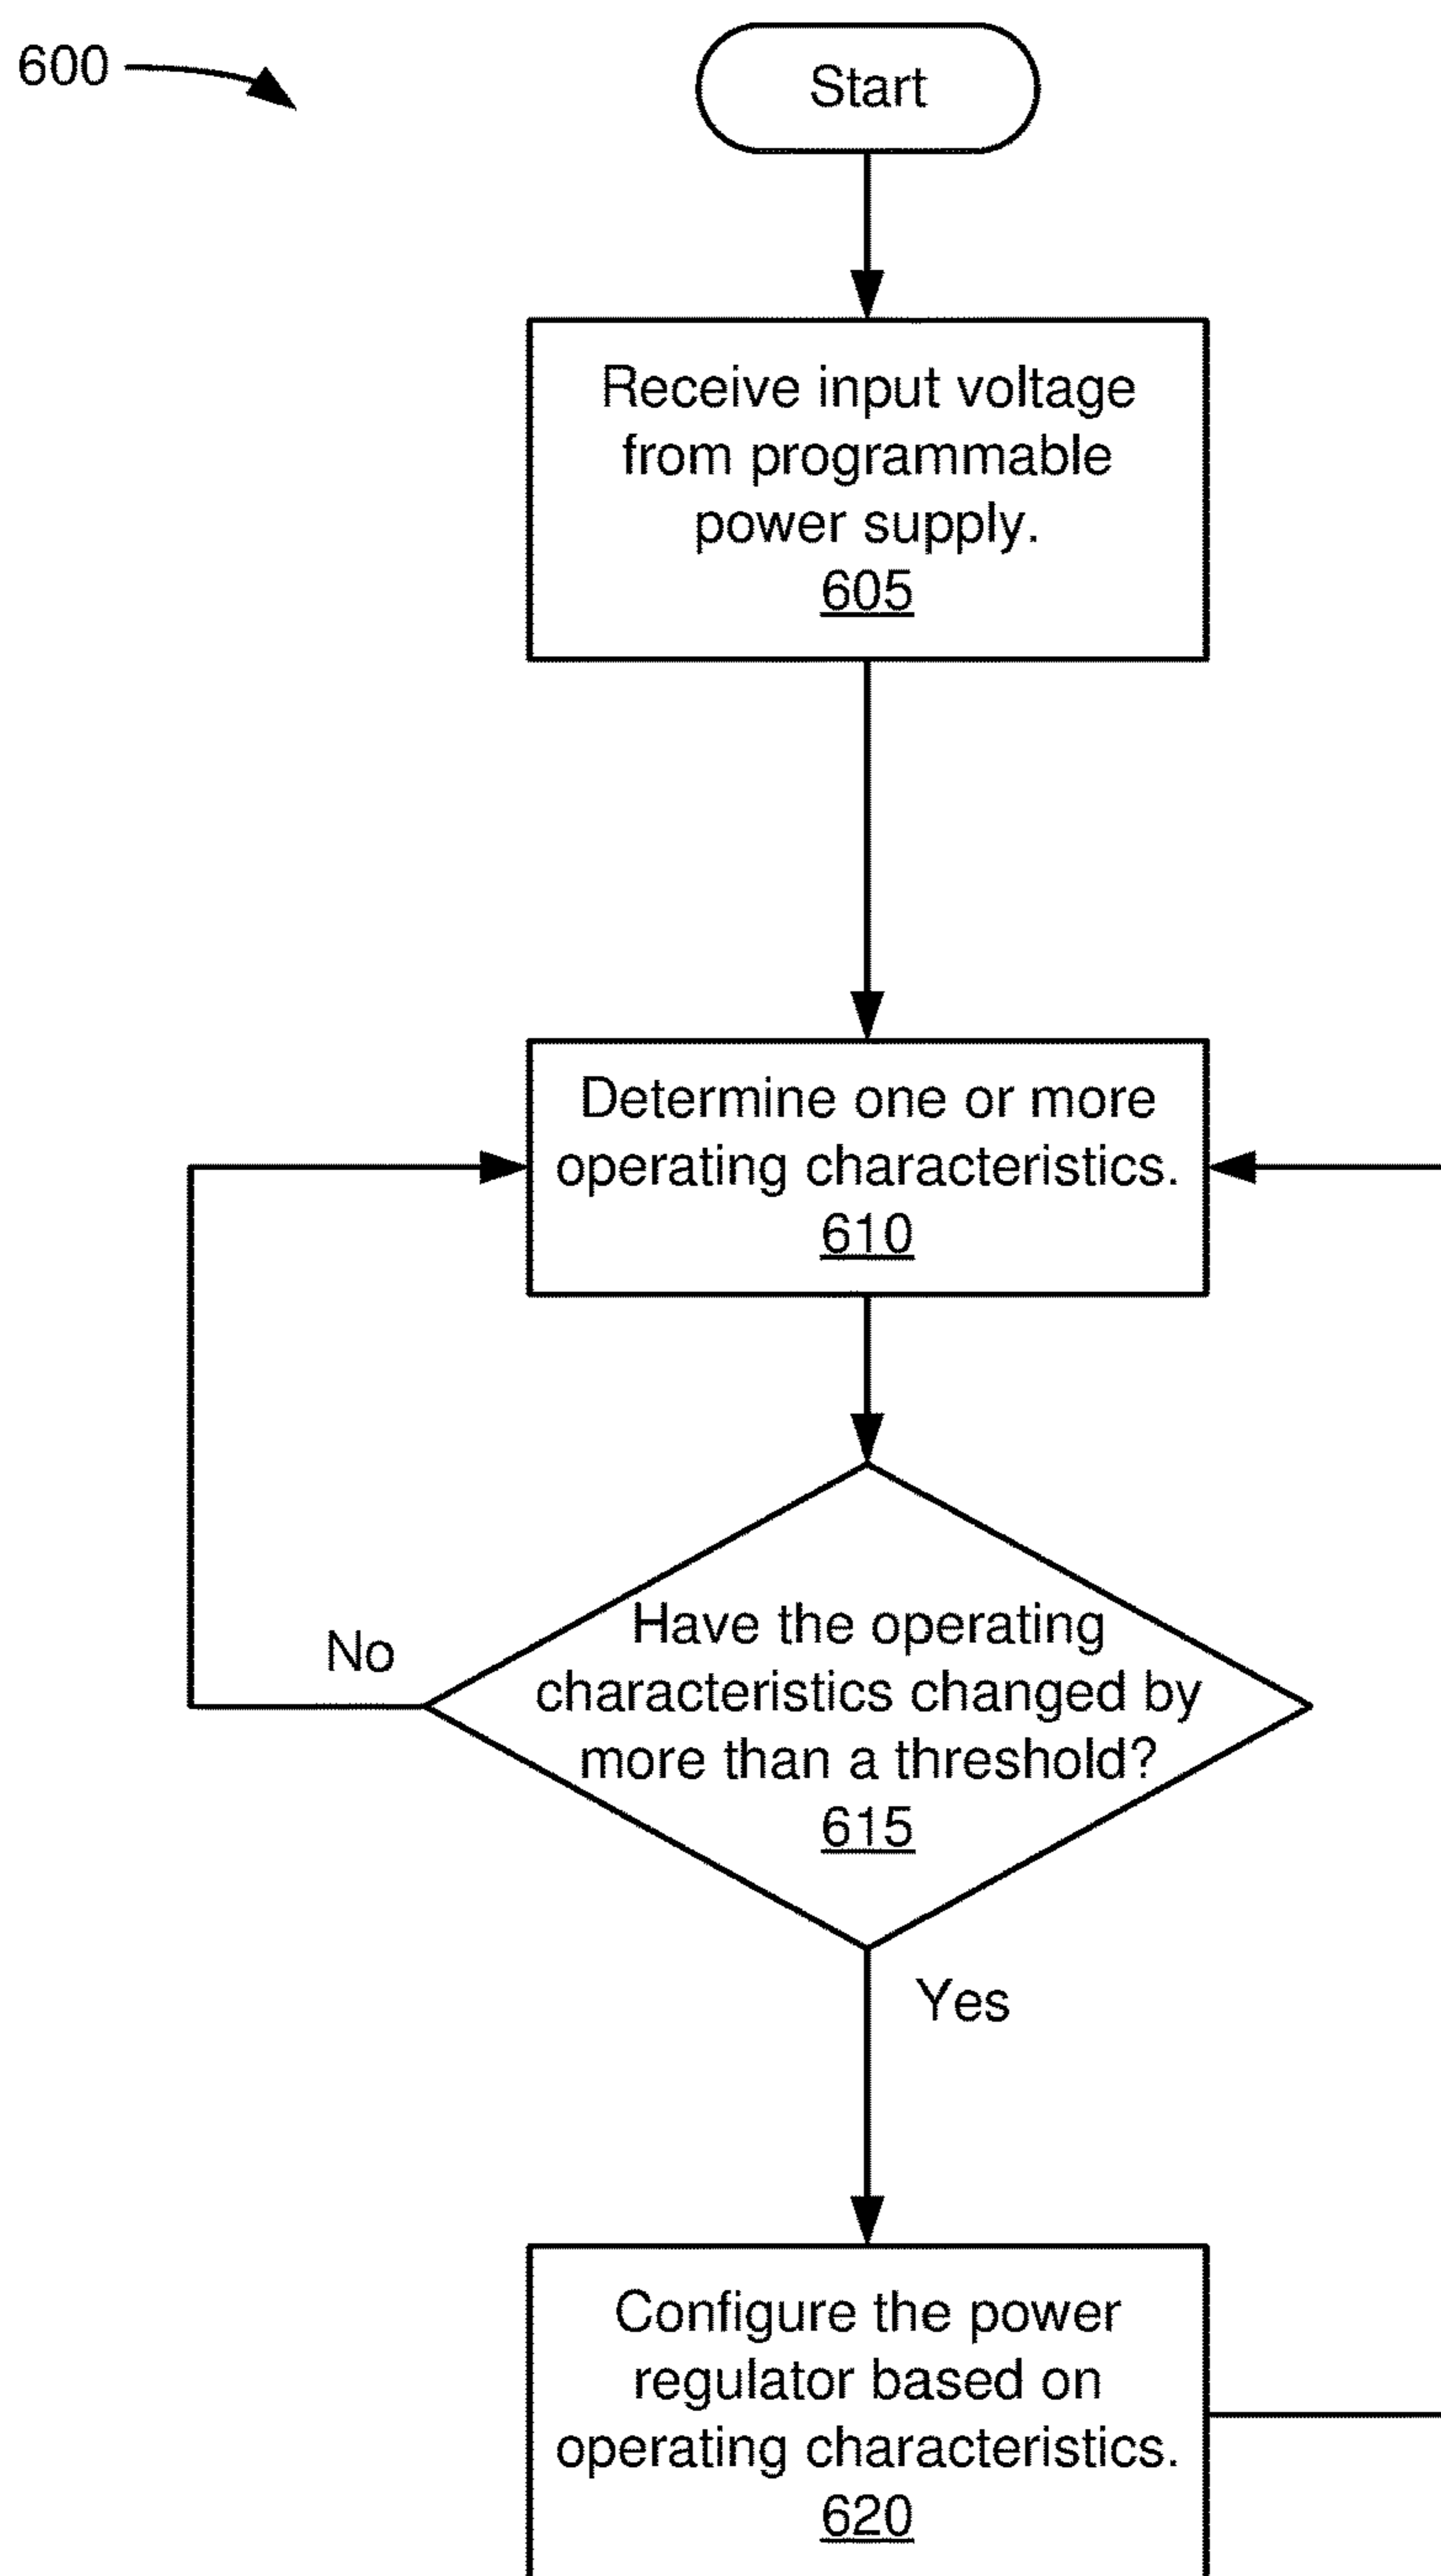 600
Start
Receive input voltage
from programmable
power supply.
605
Determine one or more
operating characteristics.
610
Have the operating
characteristics changed by
more than a threshold?
615
No
Yes
Configure the power
regulator based on
operating characteristics.
620